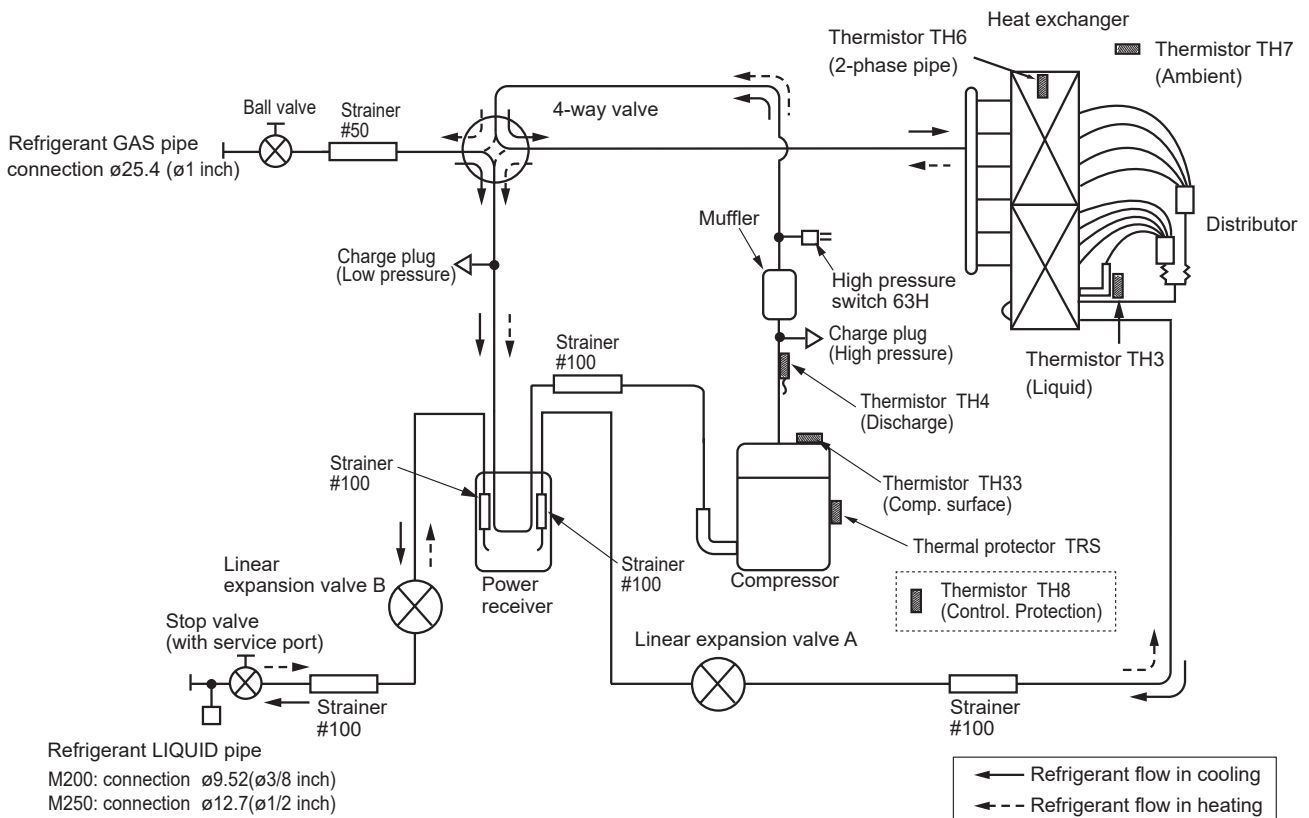 Heat exchanger
Thermistor TH6
(2-phase pipe)
Thermistor TH7
(Ambient)
Ball valve
Strainer
#50
4-way valve
Refrigerant GAS pipe
connection ø25.4 (ø1 inch)
Muffler
Distributor
Charge plug
(Low pressure)
High pressure
switch 63H
Charge plug
(High pressure)
Strainer
#100
Thermistor TH3
(Liquid)
Thermistor TH4
(Discharge)
Strainer
#100
Thermistor TH33
(Comp. surface)
Thermal protector TRS
Strainer
#100
Linear
expansion valve B
Power
receiver
Compressor
Thermistor TH8
(Control. Protection)
Stop valve
(with service port)
Linear expansion valve A
Strainer
#100
Strainer
#100
Refrigerant LIQUID pipe
M200: connection ø9.52(ø3/8 inch)
M250: connection ø12.7(ø1/2 inch)
Refrigerant flow in cooling
Refrigerant flow in heating